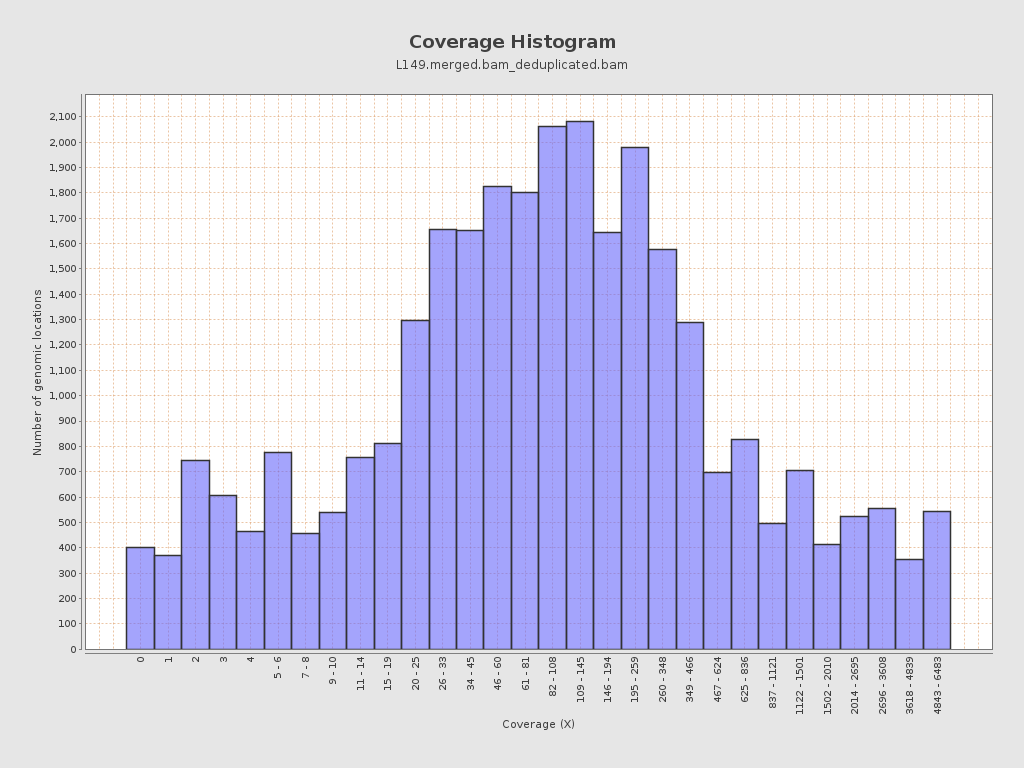 Coverage Histogram
L149.merged.bam_deduplicated.bam
Number of genomic locations
2,100
2,000
1,900
1,800
1,700
1,600
1,500
1,400
1,300
1,200
1,100
1,000
900
800
700
600
500
400
300
200
100
0
0
1
2
3
4
5 - 6
7 - 8
9 - 10
11 - 14
15 - 19
20 - 25
26 - 33
34 - 45
46 - 60
61 - 81
82 - 108
109 - 145
146 - 194
195 - 259
260 - 348
349 - 466
467 - 624
625 - 836
837 - 1121
1122 - 1501
1502 - 2010
2014 - 2695
2696 - 3608
3618 - 4839
4843 - 6483
Coverage (X)